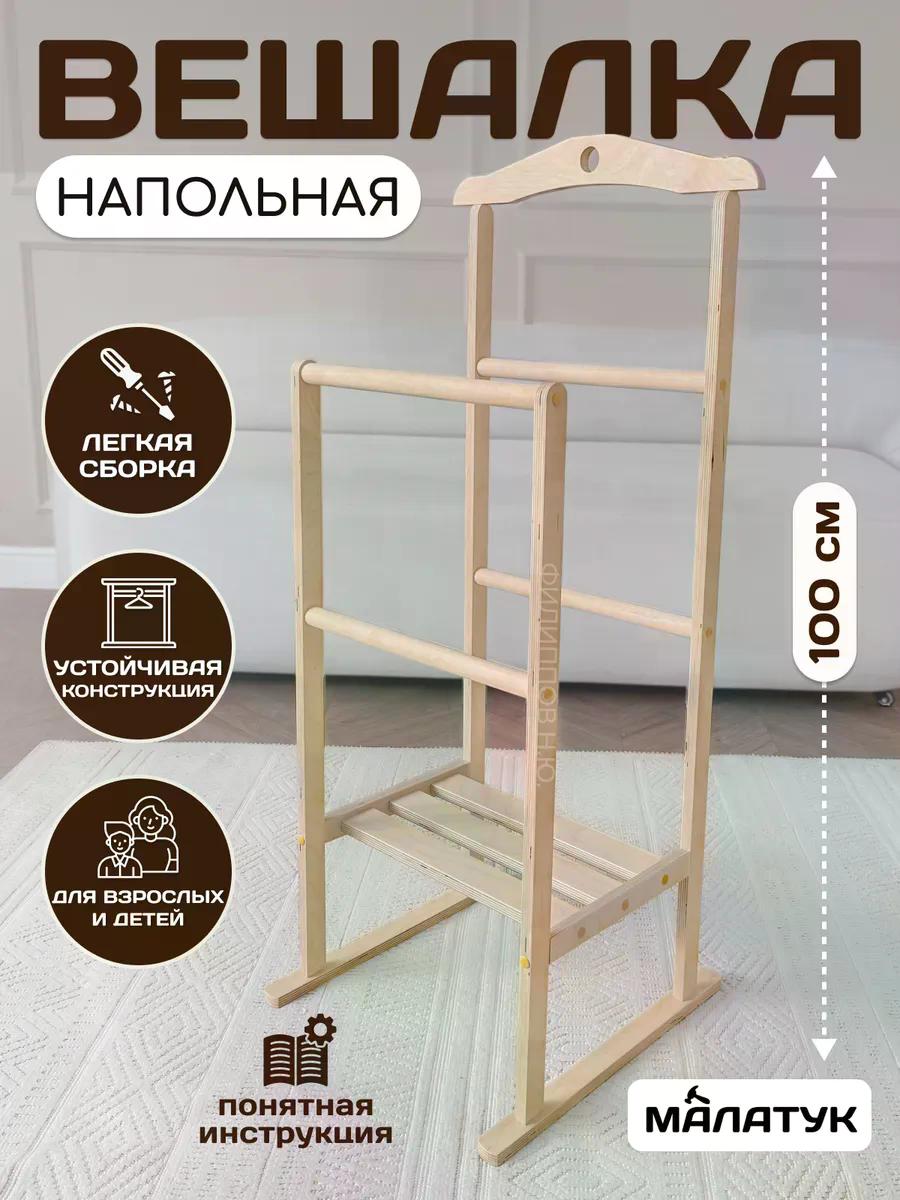 ВЕШАЛКА
НАПОЛЬНАЯ
ЛЕГКАЯ
СБОРКА
УСТОЙЧИВАЯ
КОНСТРУКЦИЯ
ДЛЯ ВЗРОСЛЫХ
И ДЕТЕЙ
100 СМ
ФИЛИППОВ Н.Ю.
ПОНЯТНАЯ
ИНСТРУКЦИЯ
МАЛАТУК